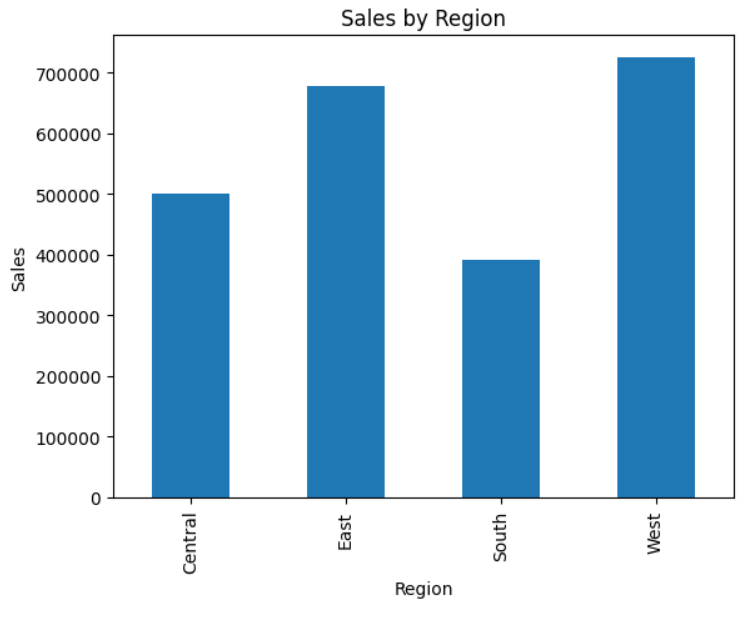 Sales by Region
Sales
700000
600000
500000
400000
300000
200000
100000
0
Central
East
South
West
Region